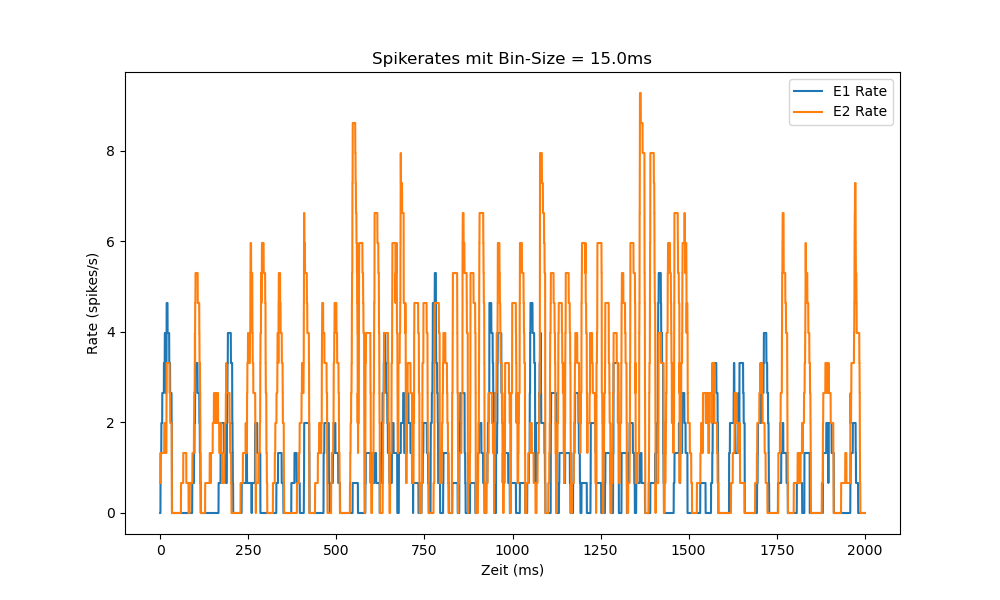 Spikerates mit Bin-Size = 15.0ms
E1 Rate
E2 Rate
8
6
4
2
0
Rate (spikes/s)
0 250 500 750 1000 1250 1500 1750 2000
Zeit (ms)